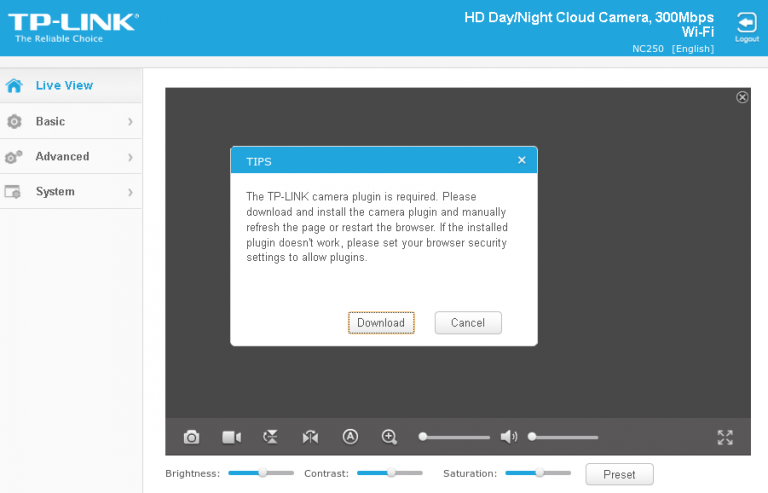 TP-LINK®
The Reliable Choice
HD Day/Night Cloud Camera, 300Mbps
Wi-Fi
NC250 [English]
Logout
Live View
Basic
Advanced
System
TIPS
The TP-LINK camera plugin is required. Please
download and install the camera plugin and manually
refresh the page or restart the browser. If the installed
plugin doesn't work, please set your browser security
settings to allow plugins.
Download Cancel
A
Brightness: Contrast: Saturation: Preset